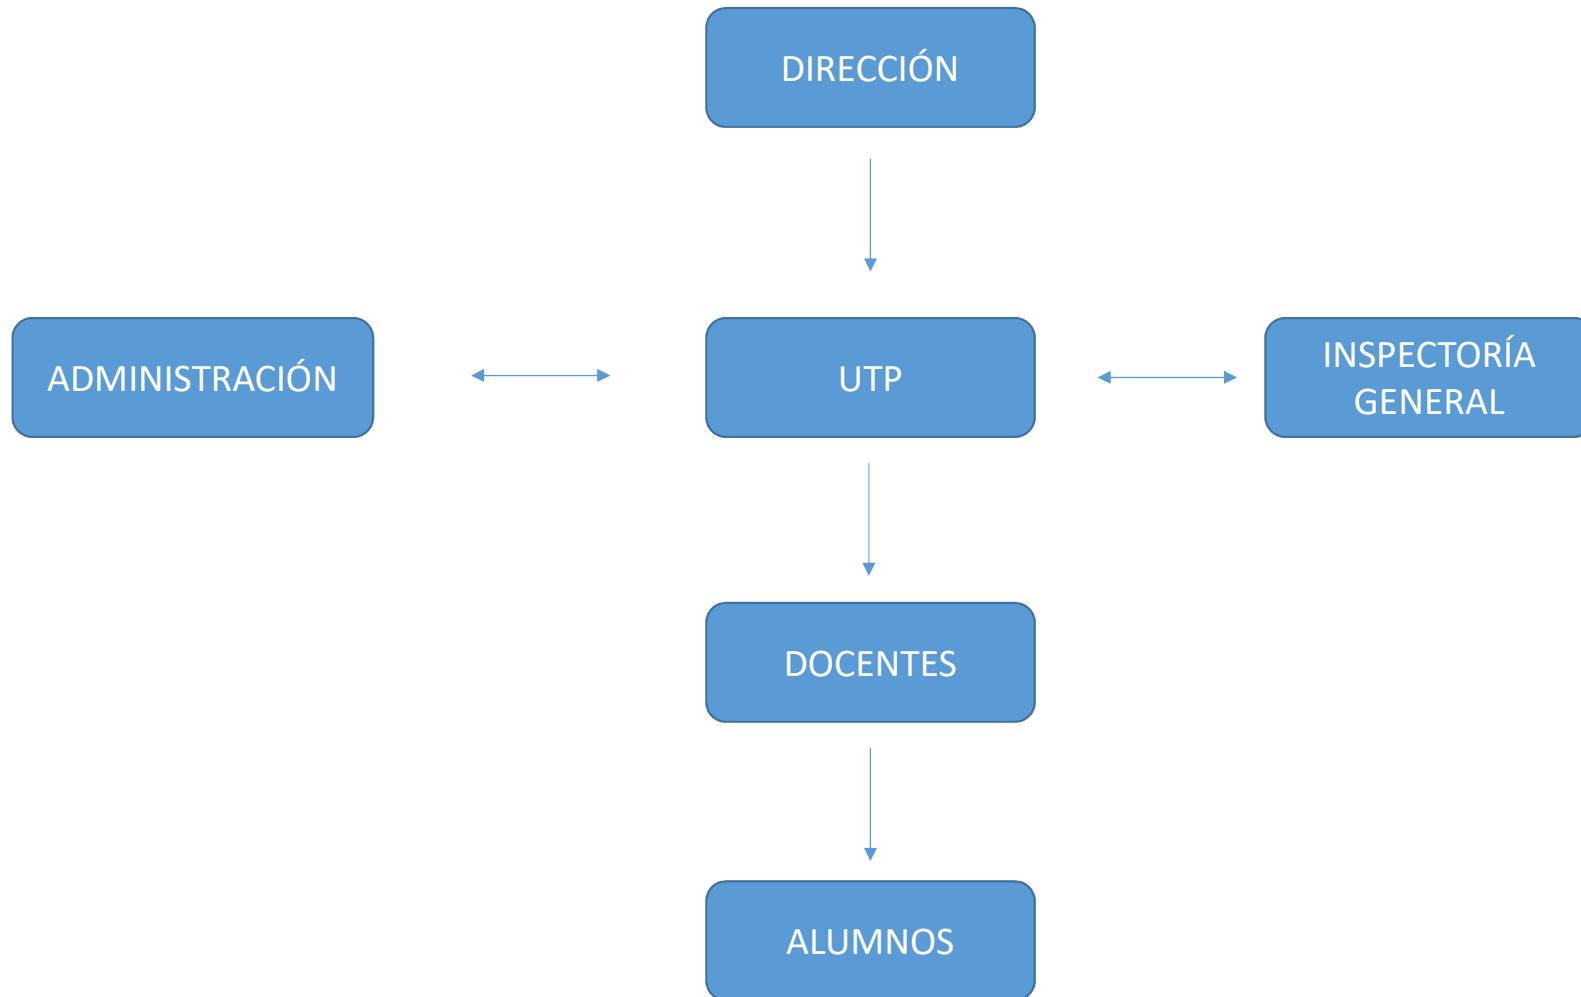 DIRECCIÓN
ADMINISTRACIÓN
UTP
INSPECTORÍA
GENERAL
DOCENTES
ALUMNOS